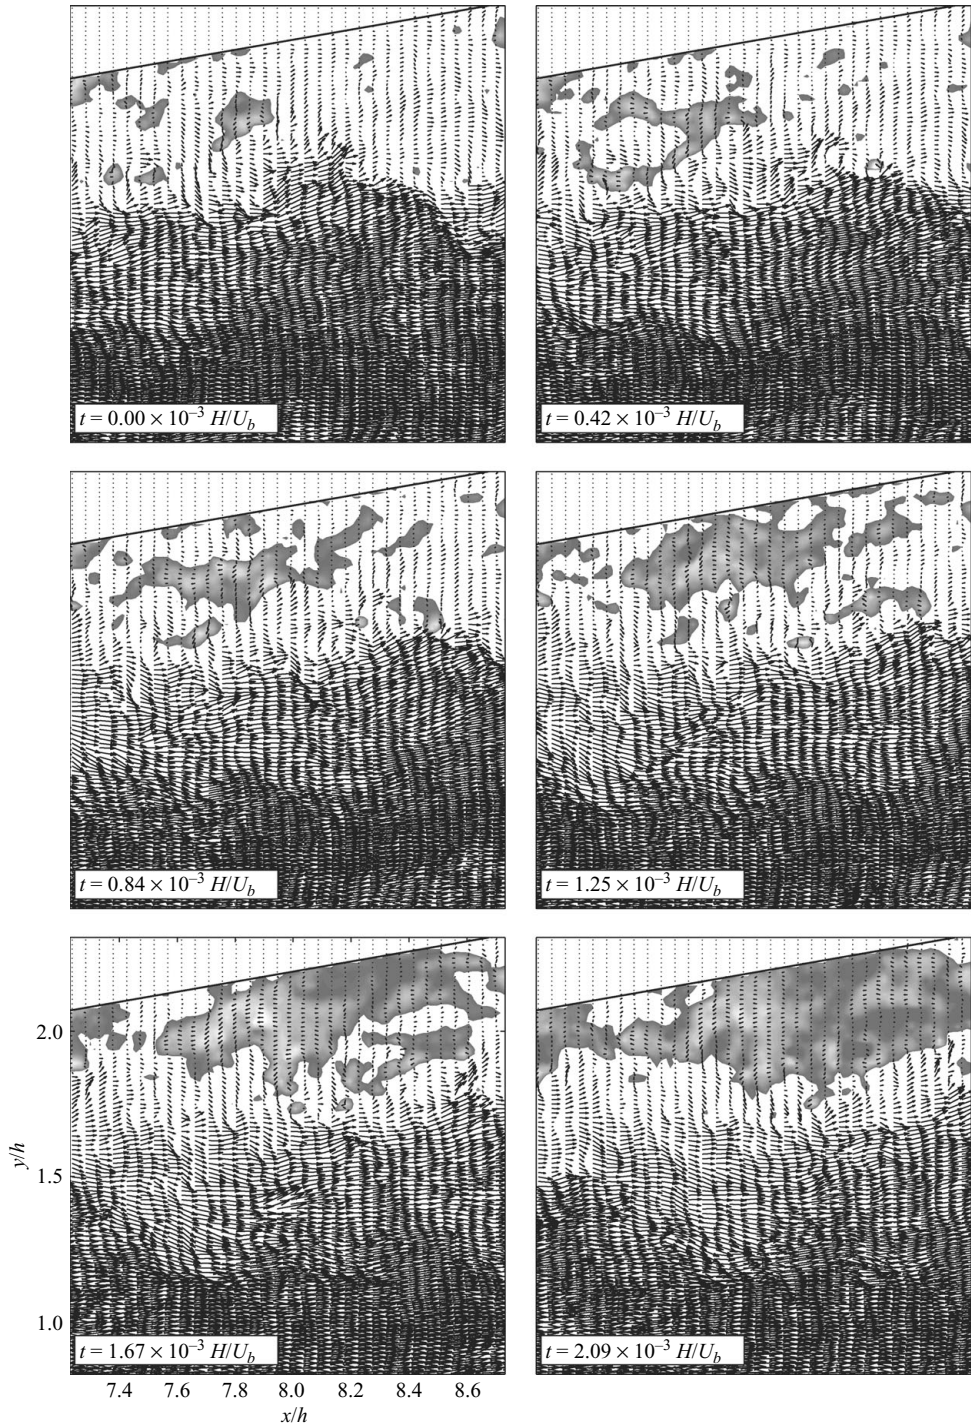 t = 0.00 × 10⁻³ H/U_b
t = 0.42 × 10⁻³ H/U_b
t = 0.84 × 10⁻³ H/U_b
t = 1.25 × 10⁻³ H/U_b
2.0
1.5
1.0
y/h
t = 1.67 × 10⁻³ H/U_b
t = 2.09 × 10⁻³ H/U_b
7.4 7.6 7.8 8.0 8.2 8.4 8.6
x/h